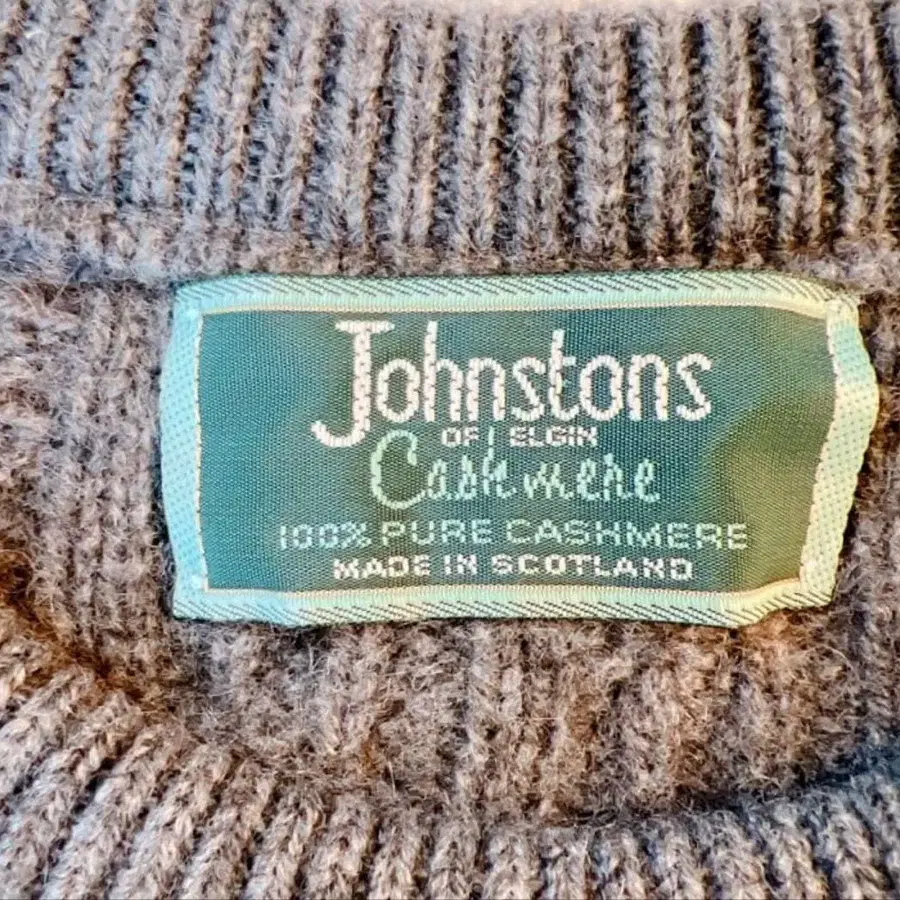 Johnstons
OF ELGIN
Cashmere
100% PURE CASHMERE
MADE IN SCOTLAND